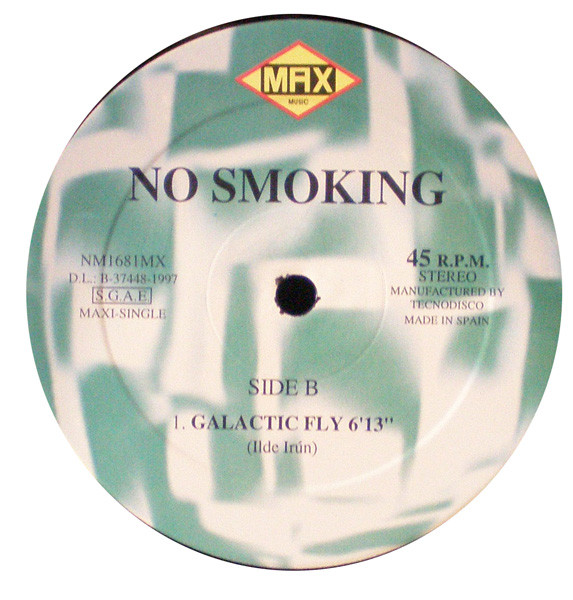 MAX
MUSIC
NO SMOKING
NM1681MX
D.L.: B-37448-1997
S.G.A.E
MAXI-SINGLE
45 R.P.M.
STEREO
MANUFACTURED BY
TECNODISCO
MADE IN SPAIN
SIDE B
1. GALACTIC FLY 6'13"
(Ilde Irún)